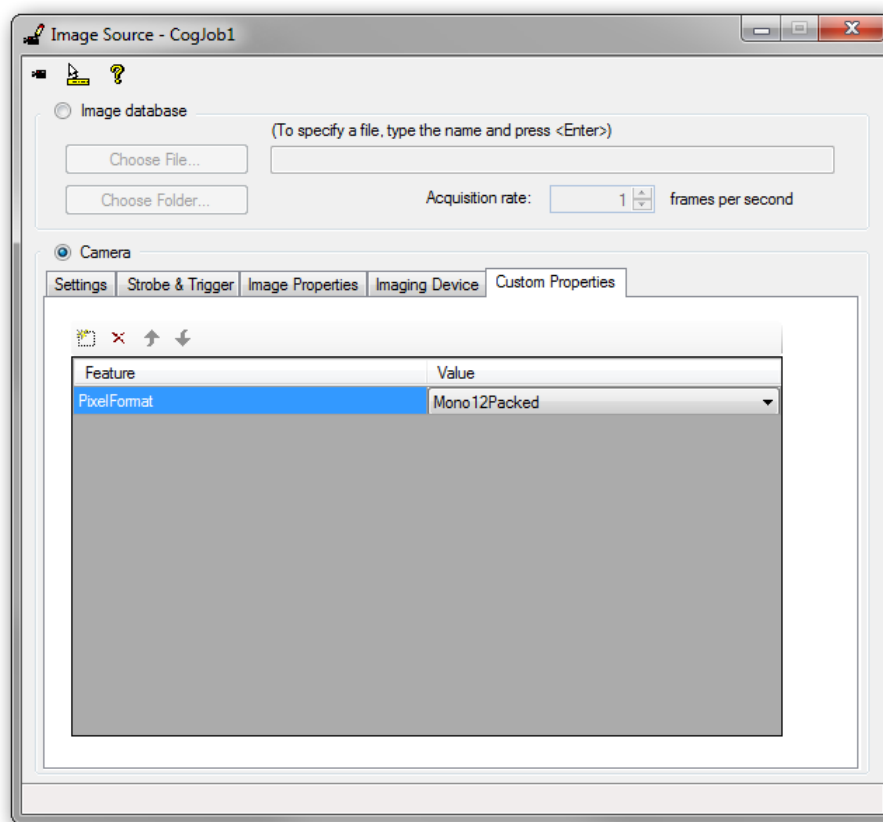 Image Source - CogJob1
Image database
(To specify a file, type the name and press <Enter>)
Choose File...
Choose Folder...
Acquisition rate: 1 frames per second
Camera
Settings Strobe & Trigger Image Properties Imaging Device Custom Properties
Feature Value
PixelFormat Mono12Packed